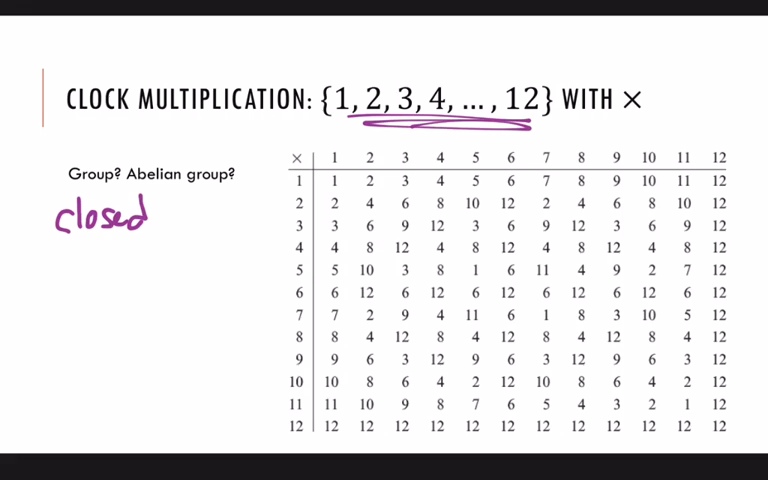 CLOCK MULTIPLICATION: {1, 2, 3, 4, ... , 12} WITH ×
Group? Abelian group?
closed
× 1 2 3 4 5 6 7 8 9 10 11 12
1 1 2 3 4 5 6 7 8 9 10 11 12
2 2 4 6 8 10 12 2 4 6 8 10 12
3 3 6 9 12 3 6 9 12 3 6 9 12
4 4 8 12 4 8 12 4 8 12 4 8 12
5 5 10 3 8 1 6 11 4 9 2 7 12
6 6 12 6 12 6 12 6 12 6 12 6 12
7 7 2 9 4 11 6 1 8 3 10 5 12
8 8 4 12 8 4 12 8 4 12 8 4 12
9 9 6 3 12 9 6 3 12 9 6 3 12
10 10 8 6 4 2 12 10 8 6 4 2 12
11 11 10 9 8 7 6 5 4 3 2 1 12
12 12 12 12 12 12 12 12 12 12 12 12 12